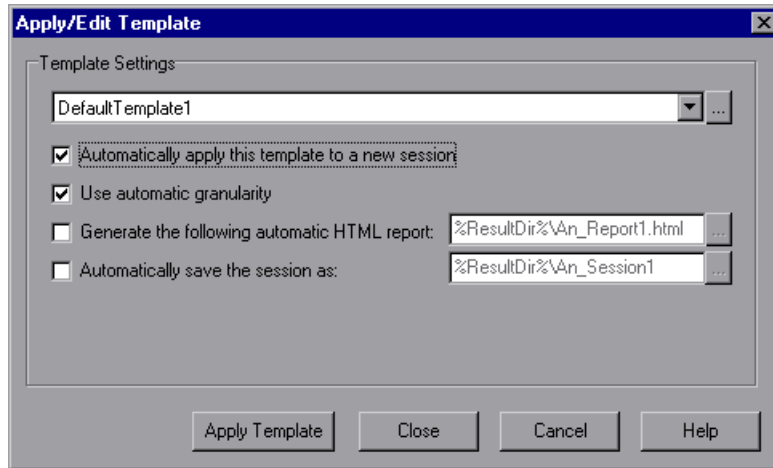 Apply/Edit Template
Template Settings
DefaultTemplate1
...
Automatically apply this template to a new session
Use automatic granularity
Generate the following automatic HTML report: %ResultDir%\An_Report1.html ...
Automatically save the session as: %ResultDir%\An_Session1 ...
Apply Template Close Cancel Help